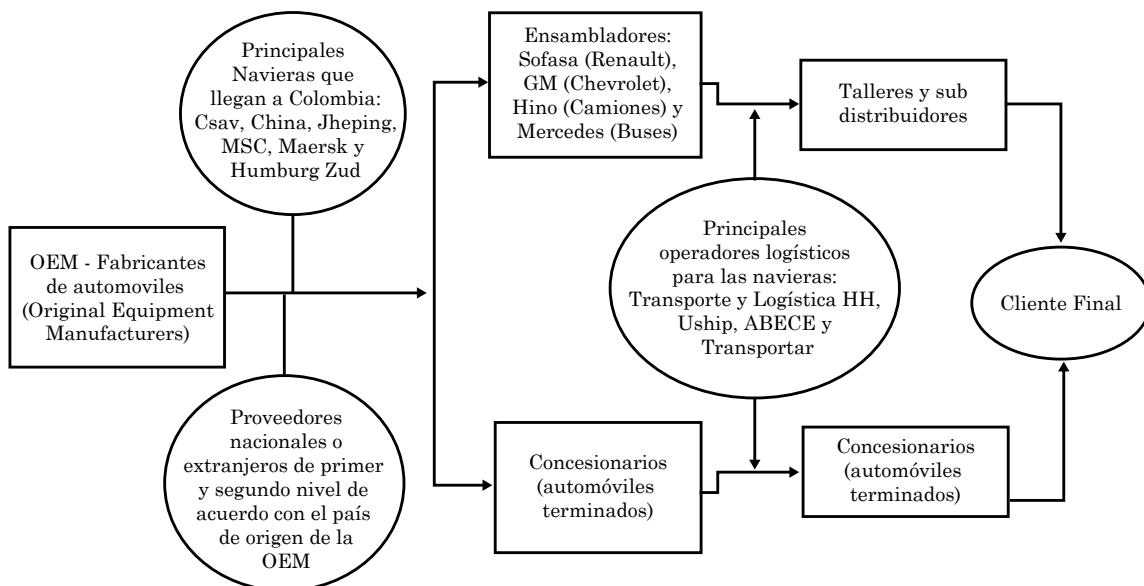 Principales
Navieras que
llegan a Colombia:
Csav, China, Jheping,
MSC, Maersk y
Humburg Zud
Ensambladores:
Sofasa (Renault),
GM (Chevrolet),
Hino (Camiones) y
Mercedes (Buses)
Talleres y sub
distribuidores
OEM - Fabricantes
de automoviles
(Original Equipment
Manufacturers)
Principales
operadores logísticos
para las navieras:
Transporte y Logística HH,
Uship, ABECE y
Transportar
Cliente Final
Proveedores
nacionales o
extranjeros de primer
y segundo nivel de
acuerdo con el país
de origen de la
OEM
Concesionarios
(automóviles
terminados)
Concesionarios
(automóviles
terminados)